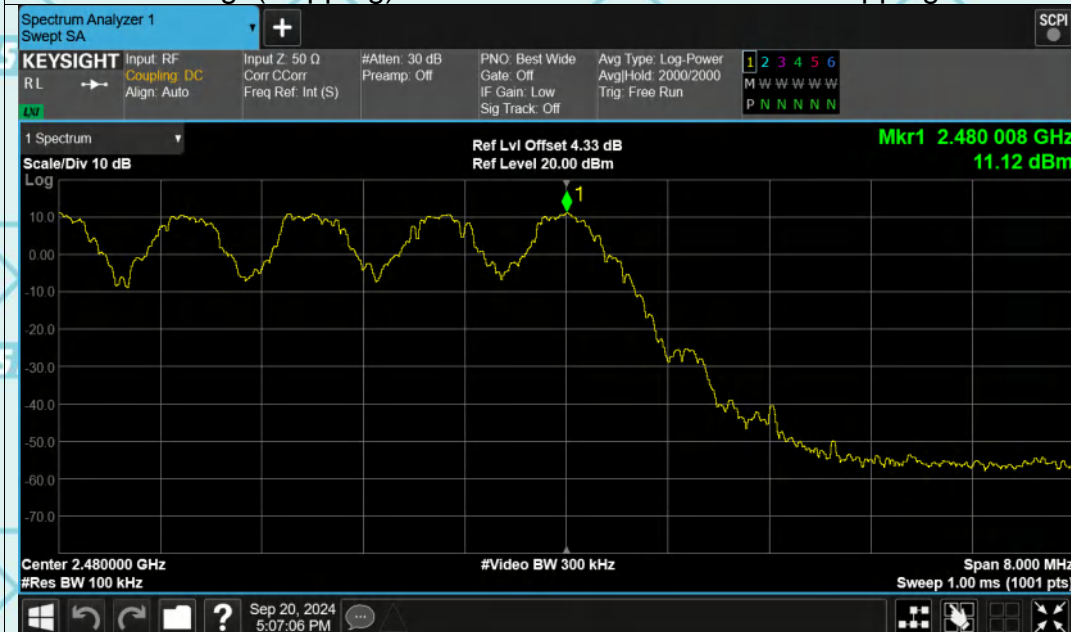 Spectrum Analyzer 1
Swept SA
+
SCPI
KEYSIGHT
RL
LXI
Input: RF
Coupling: DC
Align: Auto
Input Z: 50 Ω
Corr CCorr
Freq Ref: Int (S)
#Atten: 30 dB
Preamp: Off
PNO: Best Wide
Gate: Off
IF Gain: Low
Sig Track: Off
Avg Type: Log-Power
Avg|Hold: 2000/2000
Trig: Free Run
1 2 3 4 5 6
M W W W W W
P N N N N N
1 Spectrum
Scale/Div 10 dB
Log
Ref Lvl Offset 4.33 dB
Ref Level 20.00 dBm
Mkr1 2.480 008 GHz
11.12 dBm
1
10.0
0.00
-10.0
-20.0
-30.0
-40.0
-50.0
-60.0
-70.0
Center 2.480000 GHz
#Res BW 100 kHz
#Video BW 300 kHz
Span 8.000 MHz
Sweep 1.00 ms (1001 pts)
?
Sep 20, 2024
5:07:06 PM